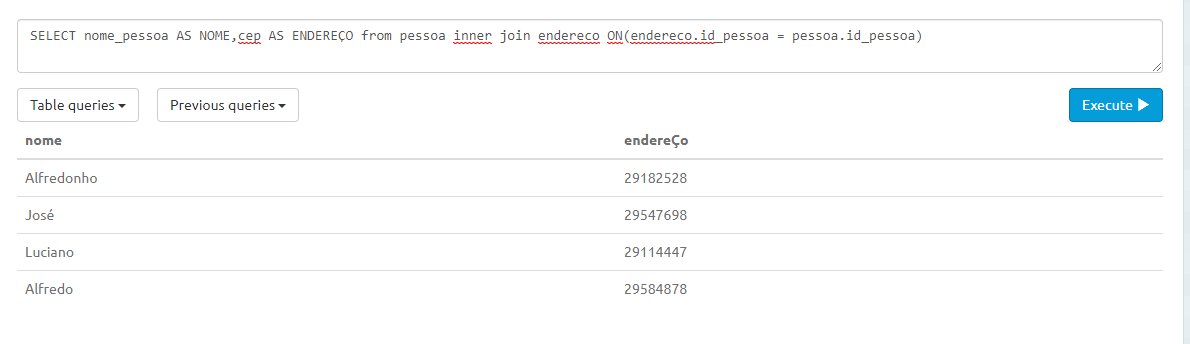 SELECT nome_pessoa AS NOME,cep AS ENDEREÇO from pessoa inner join endereco ON(endereco.id_pessoa = pessoa.id_pessoa)
Table queries Previous queries Execute
nome endereÇo
Alfredonho 29182528
José 29547698
Luciano 29114447
Alfredo 29584878